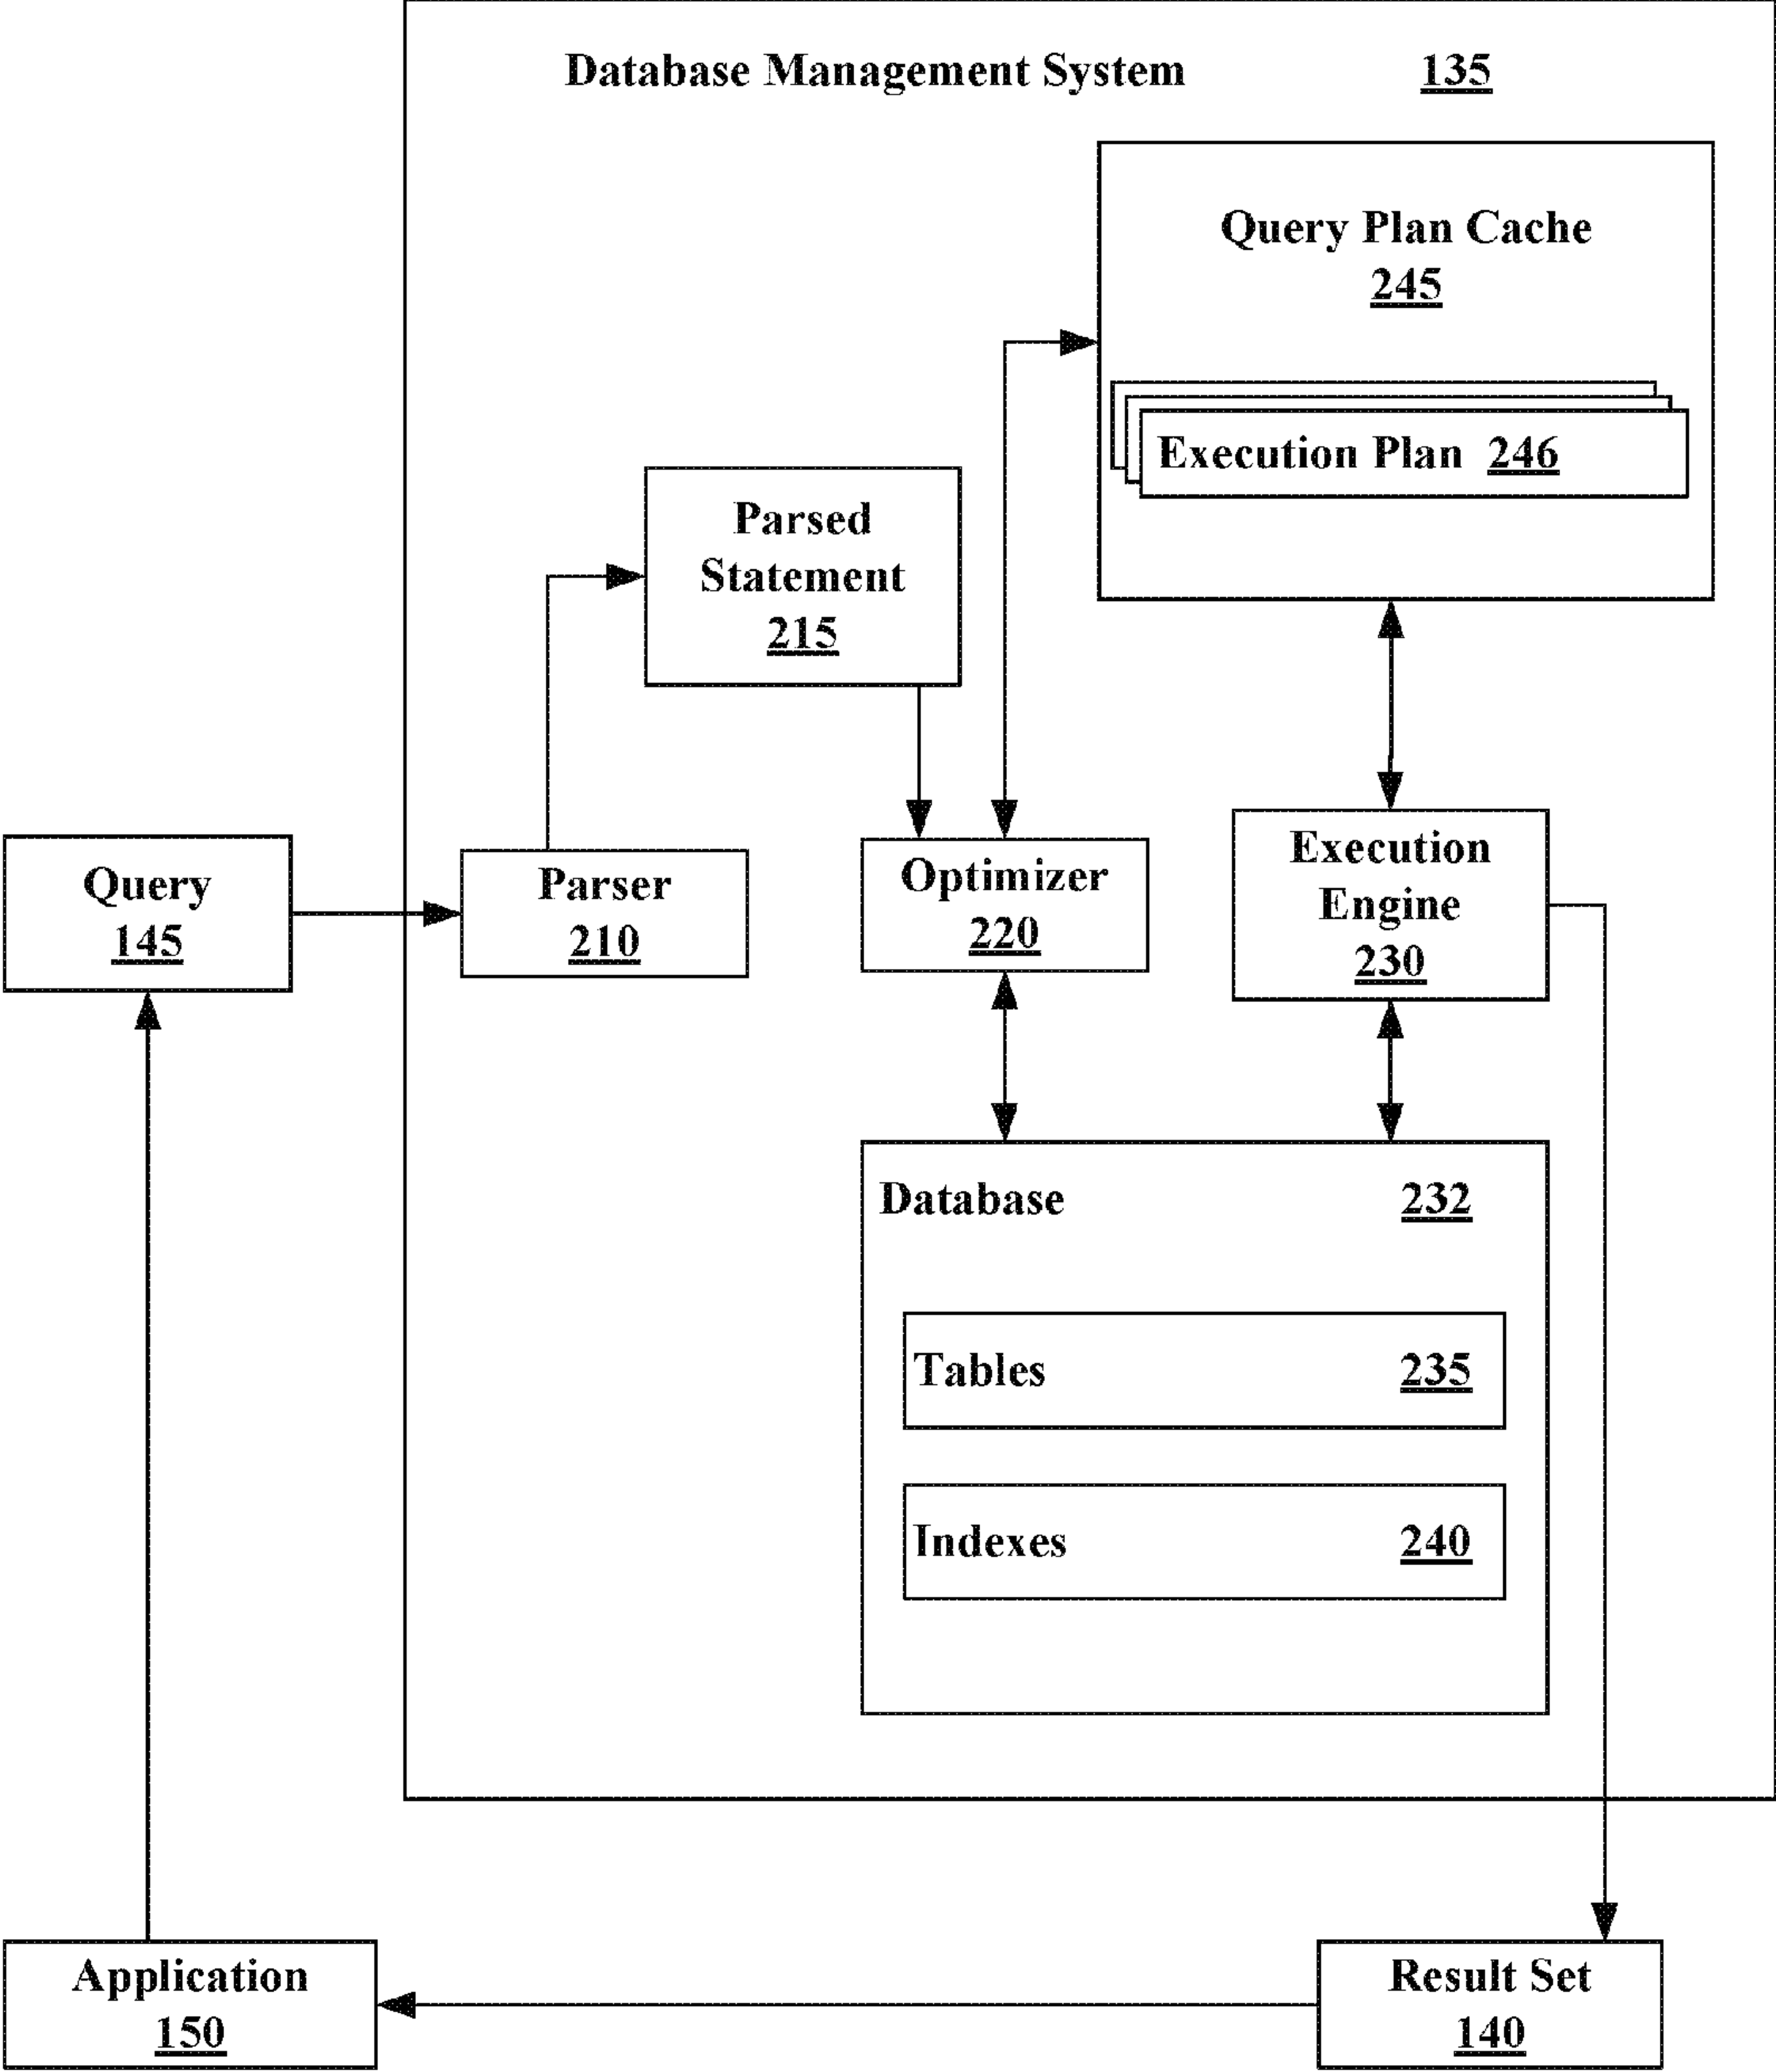 Database Management System 135
Query Plan Cache
245
Execution Plan 246
Parsed
Statement
215
Query
145
Parser
210
Optimizer
220
Execution
Engine
230
Database 232
Tables 235
Indexes 240
Application
150
Result Set
140